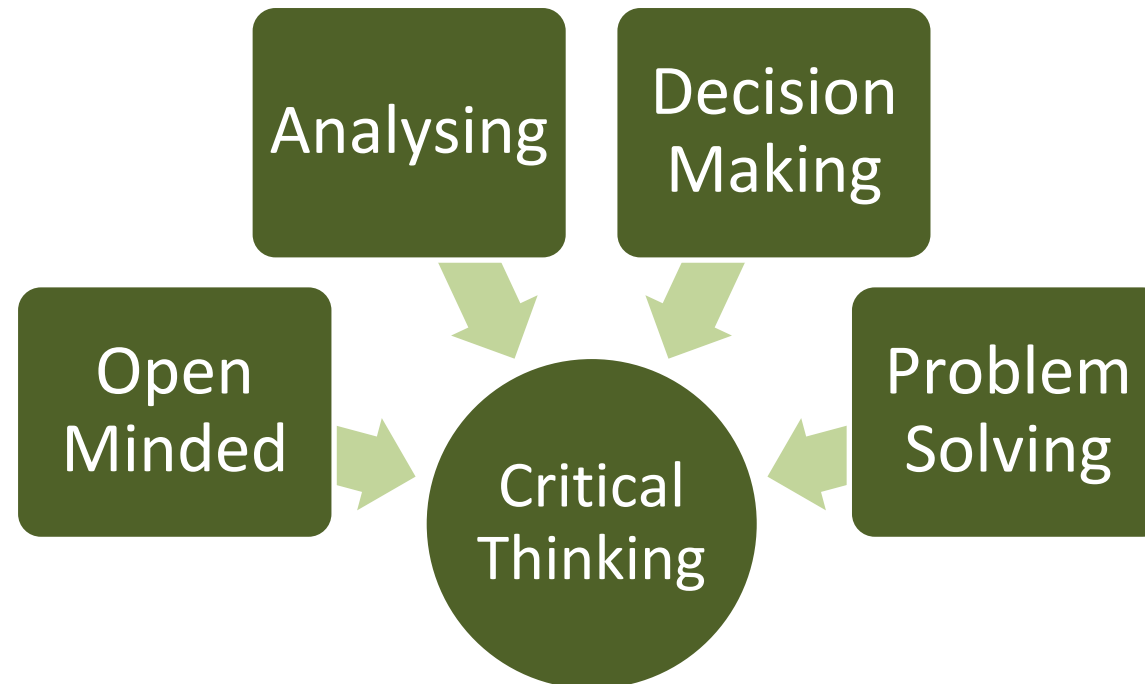 Analysing
Decision
Making
Open
Minded
Problem
Solving
Critical
Thinking